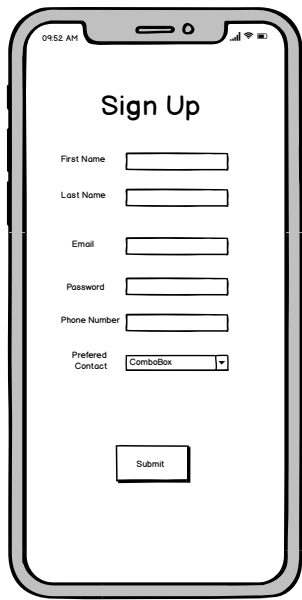 09:52 AM
Sign Up
First Name
Last Name
Email
Password
Phone Number
Prefered
Contact
ComboBox
Submit